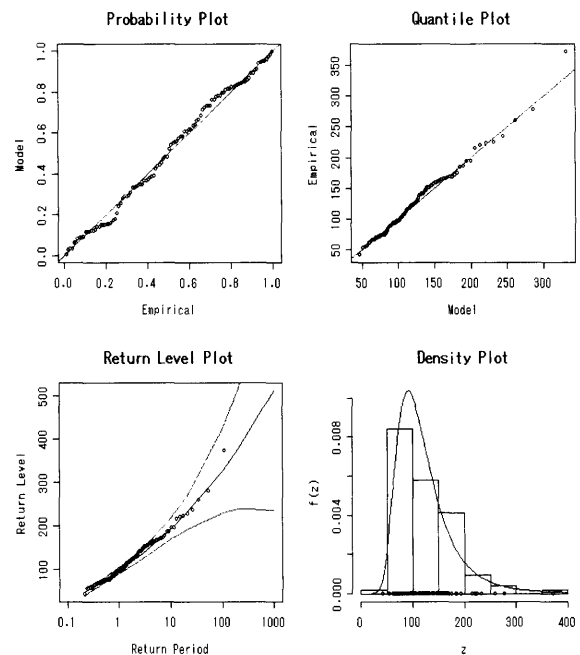 Probability Plot
Model
0.0 0.2 0.4 0.6 0.8 1.0
0.0 0.2 0.4 0.6 0.8 1.0
Empirical
Quantile Plot
Empirical
50 100 150 200 250 300 350
50 100 150 200 250 300
Model
Return Level Plot
Return Level
100 200 300 400 500
0.1 1 10 100 1000
Return Period
Density Plot
f(z)
0.000 0.004 0.008
0 100 200 300 400
z